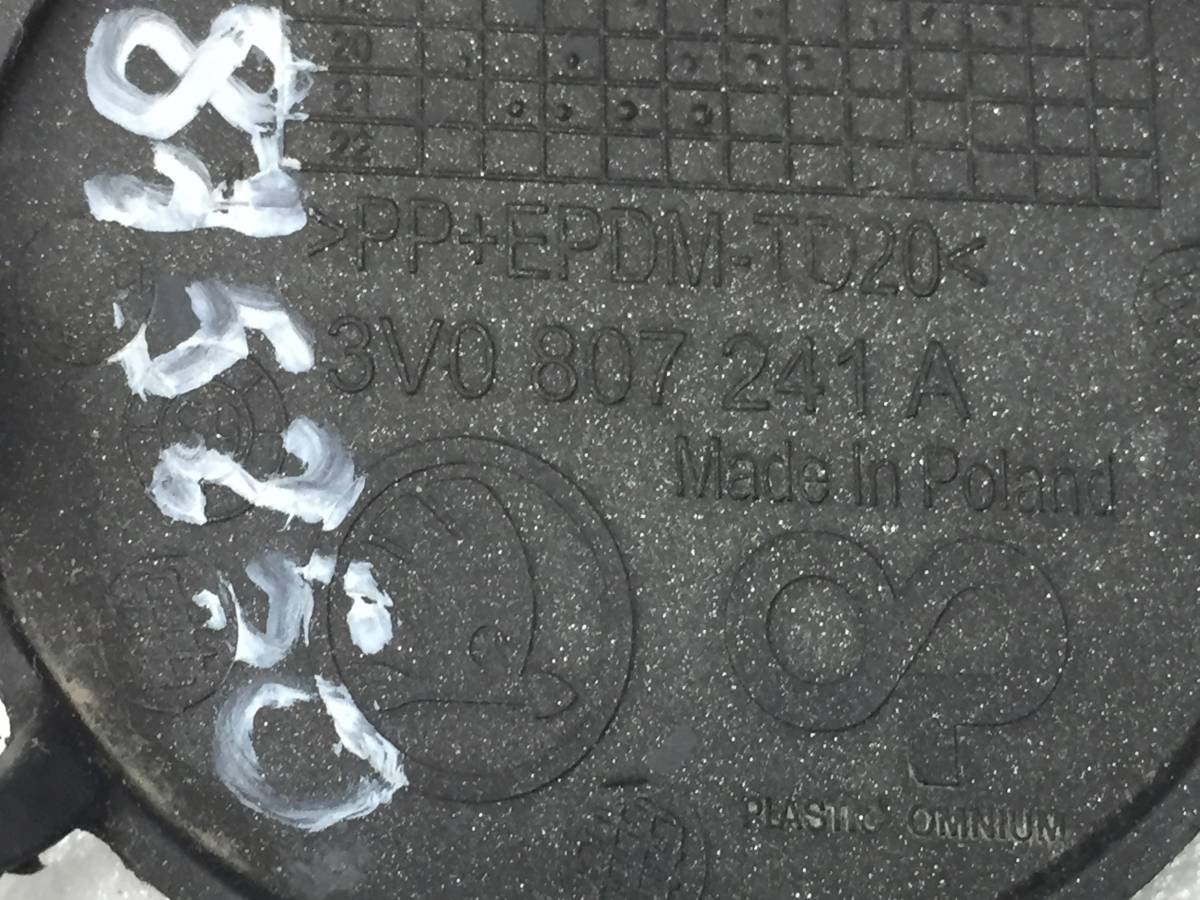 20
21
22
>PP+EPDM-TD20<
3V0 807 241 A
Made In Poland
PLASTIC OMNIUM